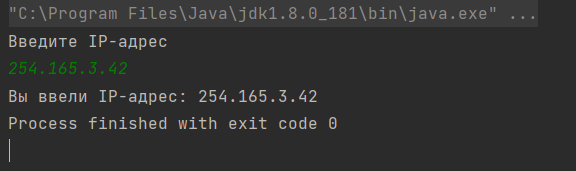 "C:\Program Files\Java\jdk1.8.0_181\bin\java.exe" ...
Введите IP-адрес
254.165.3.42
Вы ввели IP-адрес: 254.165.3.42
Process finished with exit code 0